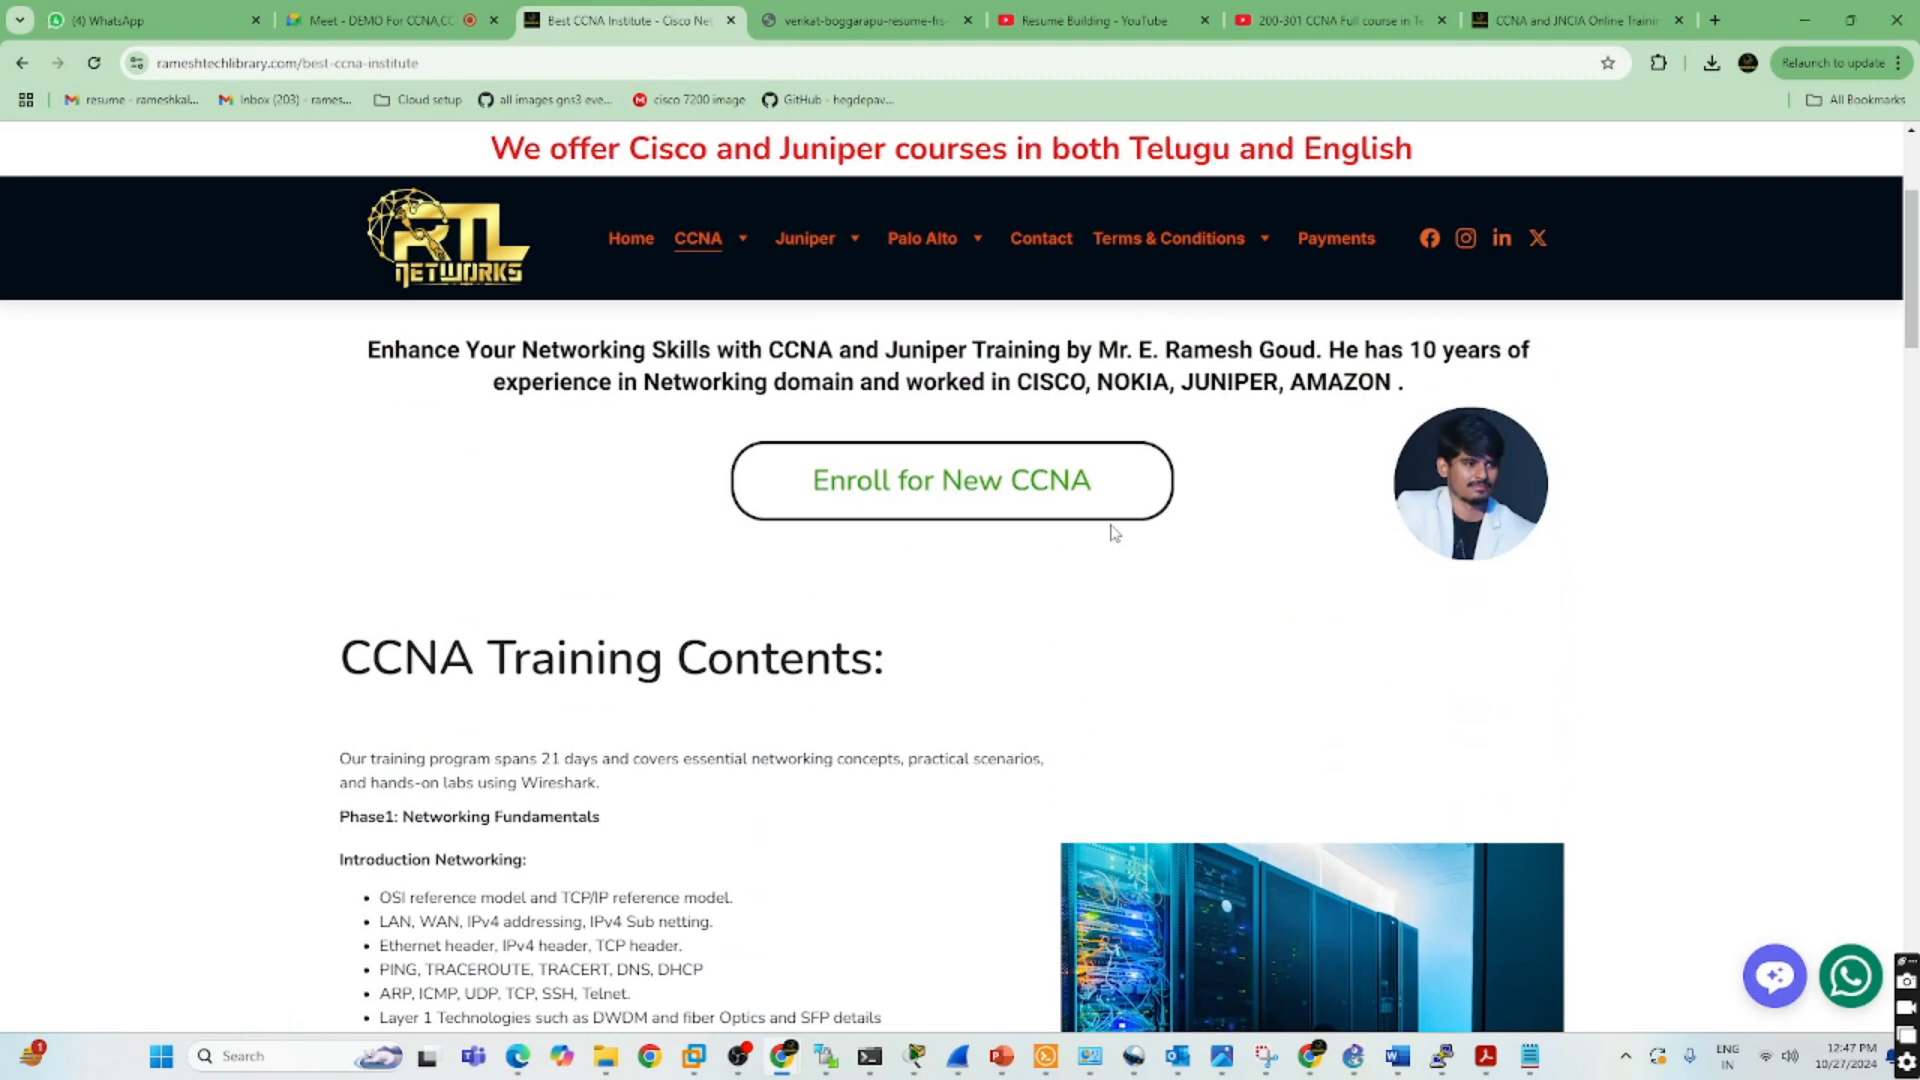 (4) WhatsApp
Meet - DEMO For CCNA,CC
Best CCNA Institute - Cisco Net
venkat-boggarapu-resume-frs-
Resume Building - YouTube
200-301 CCNA Full course in Te
CCNA and JNCIA Online Trainin
rameshtechlibrary.com/best-ccna-institute
Relaunch to update
resume - rameshkal...
Inbox (203) - rames...
Cloud setup
all images gns3 eve...
cisco 7200 image
GitHub - hegdepav...
All Bookmarks
We offer Cisco and Juniper courses in both Telugu and English
RTL
NETWORKS
Home
CCNA
Juniper
Palo Alto
Contact
Terms & Conditions
Payments
Enhance Your Networking Skills with CCNA and Juniper Training by Mr. E. Ramesh Goud. He has 10 years of
experience in Networking domain and worked in CISCO, NOKIA, JUNIPER, AMAZON .
Enroll for New CCNA
CCNA Training Contents:
Our training program spans 21 days and covers essential networking concepts, practical scenarios,
and hands-on labs using Wireshark.
Phase1: Networking Fundamentals
Introduction Networking:
• OSI reference model and TCP/IP reference model.
• LAN, WAN, IPv4 addressing, IPv4 Sub netting.
• Ethernet header, IPv4 header, TCP header.
• PING, TRACEROUTE, TRACERT, DNS, DHCP
• ARP, ICMP, UDP, TCP, SSH, Telnet.
• Layer 1 Technologies such as DWDM and fiber Optics and SFP details
1
Search
ENG
IN
12:47 PM
10/27/2024